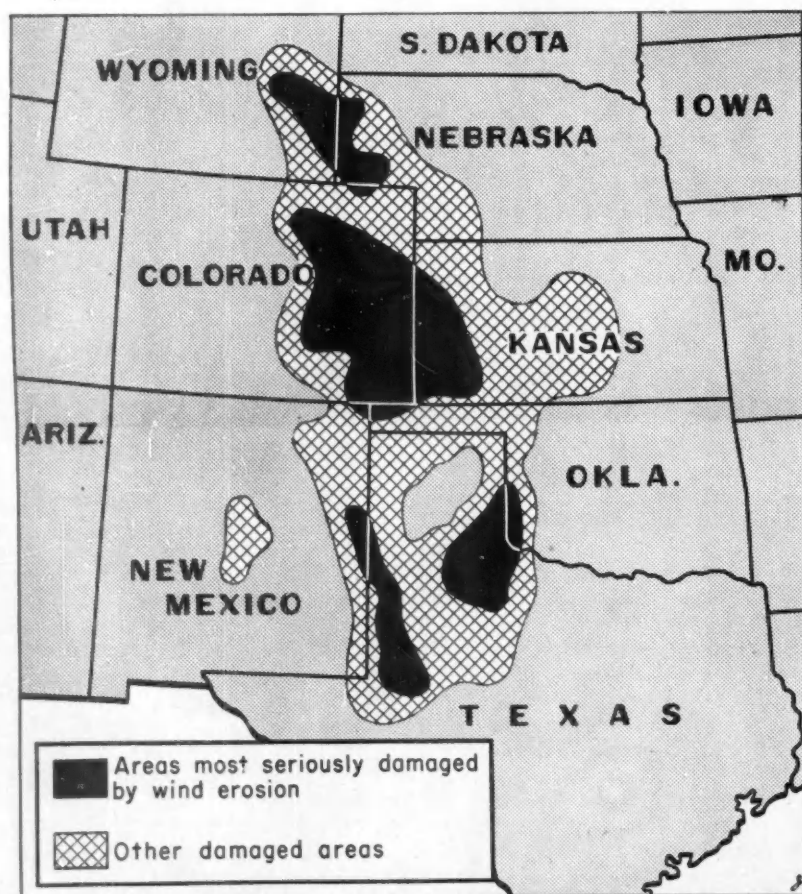 S. DAKOTA
WYOMING
IOWA
NEBRASKA
UTAH
COLORADO
MO.
KANSAS
ARIZ.
OKLA.
NEW
MEXICO
TEXAS
Areas most seriously damaged
by wind erosion
Other damaged areas